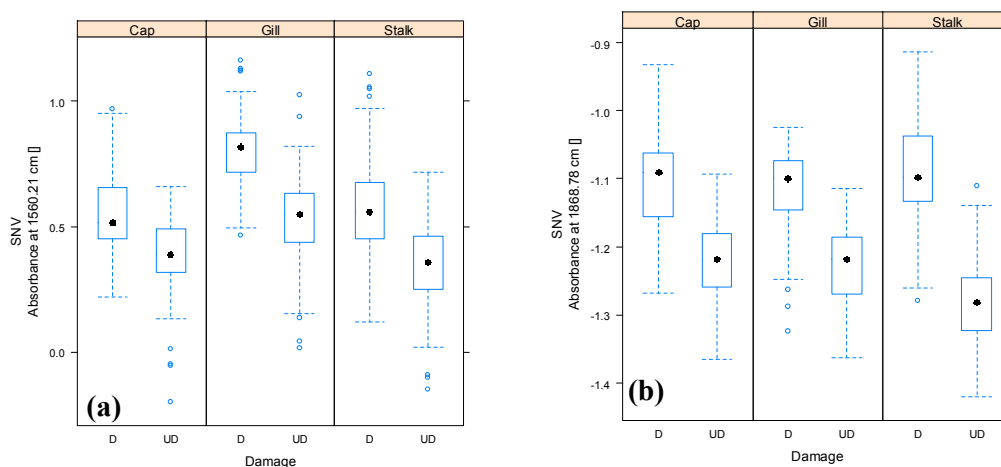 Cap Gill Stalk
1.0
0.5
0.0
SNV
Absorbance at 1560.21 cm []
(a)
D UD D UD D UD
Damage
Cap Gill Stalk
-0.9
-1.0
-1.1
-1.2
-1.3
-1.4
SNV
Absorbance at 1868.78 cm []
(b)
D UD D UD D UD
Damage